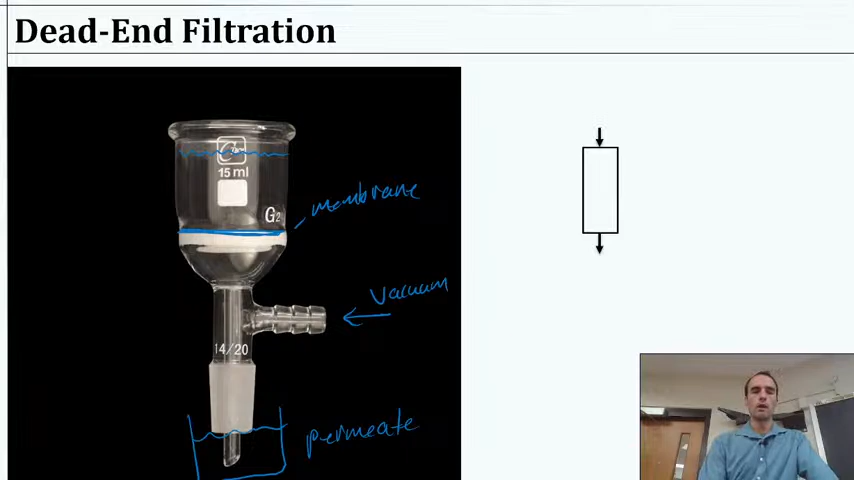 Dead-End Filtration
15 ml
G2
membrane
vacuum
14/20
permeate